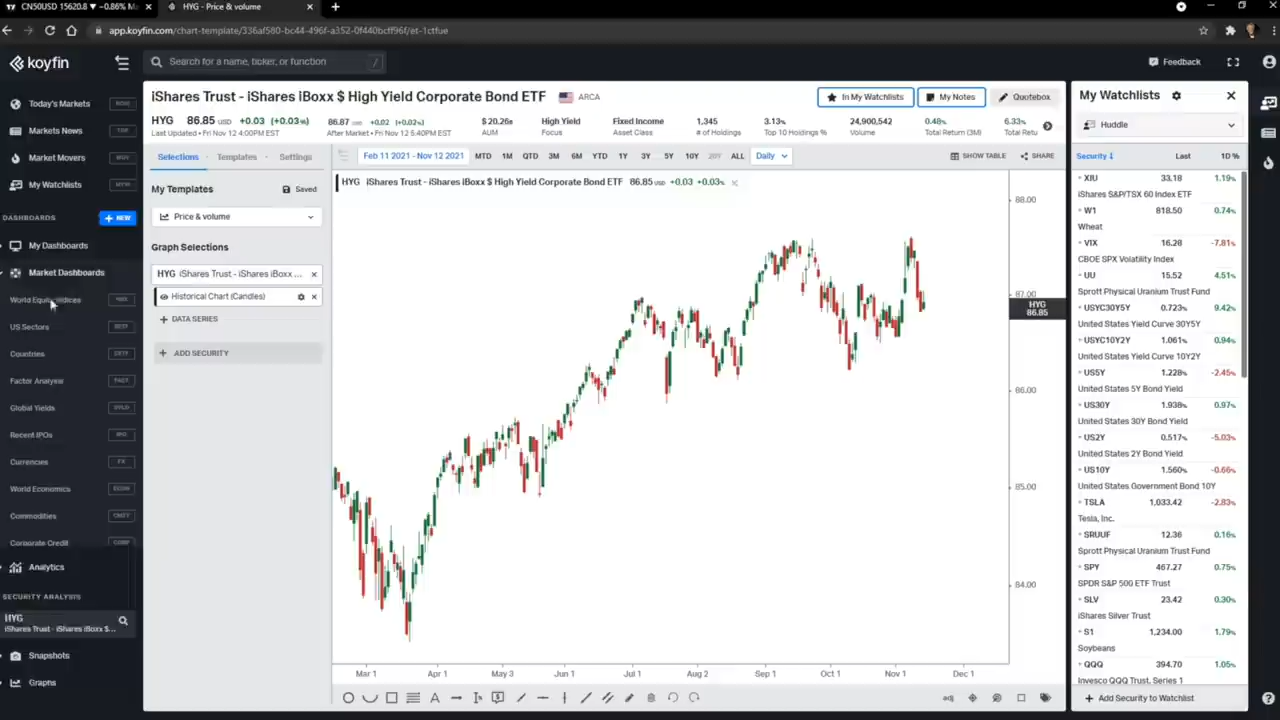 CN50USD 15620.8 ▼ −0.86% Ma
HYG - Price & volume
app.koyfin.com/chart-template/336af580-bc44-496f-a352-0f440bcff96f/et-1ctfue
koyfin
Search for a name, ticker, or function
/
Feedback
Today's Markets NOW
Markets News TOP
Market Movers MOV
My Watchlists MYW
DASHBOARDS
+ NEW
My Dashboards
Market Dashboards
World Equity Indices
US Sectors
Countries
Factor Analysis
Global Yields
Recent IPOs IPO
Currencies FX
World Economics ECON
Commodities
Corporate Credit
Analytics
SECURITY ANALYSIS
HYG
iShares Trust - iShares iBoxx $...
Snapshots
Graphs
iShares Trust - iShares iBoxx $ High Yield Corporate Bond ETF
ARCA
In My Watchlists
My Notes
Quotebox
HYG 86.85 USD +0.03 (+0.03%)
Last Updated • Fri Nov 12 4:00PM EST
86.87 USD +0.02 (+0.02%)
After Market • Fri Nov 12 5:40PM EST
$ 20.26B
AUM
High Yield
Focus
Fixed Income
Asset Class
1,345
# of Holdings
3.13%
Top 10 % Holdings
24,900,542
Volume
0.48%
Total Return (3M)
6.33%
Total Retu
Selections
Templates
Settings
My Templates
Saved
Price & volume
Graph Selections
HYG iShares Trust - iShares iBoxx ...
Historical Chart (Candles)
+ DATA SERIES
+ ADD SECURITY
Feb 11 2021 - Nov 12 2021
MTD 1M QTD 3M 6M YTD 1Y 3Y 5Y 10Y 20Y ALL
Daily
SHOW TABLE
SHARE
HYG iShares Trust - iShares iBoxx $ High Yield Corporate Bond ETF 86.85 USD +0.03 +0.03%
88.00
87.00
HYG
86.85
86.00
85.00
84.00
Mar 1 Apr 1 May 3 Jun 1 Jul 1 Aug 2 Sep 1 Oct 1 Nov 1 Dec 1
My Watchlists
Huddle
Security Last 1D %
XIU 33.18 1.19%
iShares S&P/TSX 60 Index ETF
W1 818.50 0.74%
Wheat
VIX 16.28 -7.81%
CBOE SPX Volatility Index
UU 15.52 4.51%
Sprott Physical Uranium Trust Fund
USYC30Y5Y 0.723% 9.42%
United States Yield Curve 30Y5Y
USYC10Y2Y 1.061% 0.94%
United States Yield Curve 10Y2Y
US5Y 1.228% -2.45%
United States 5Y Bond Yield
US30Y 1.938% 0.97%
United States 30Y Bond Yield
US2Y 0.517% -5.03%
United States 2Y Bond Yield
US10Y 1.560% -0.66%
United States Government Bond 10Y
TSLA 1,033.42 -2.83%
Tesla, Inc.
SRUUF 12.36 0.16%
Sprott Physical Uranium Trust Fund
SPY 467.27 0.75%
SPDR S&P 500 ETF Trust
SLV 23.42 0.30%
iShares Silver Trust
S1 1,234.00 1.79%
Soybeans
QQQ 394.70 1.05%
Invesco QQQ Trust, Series 1
+ Add Security to Watchlist